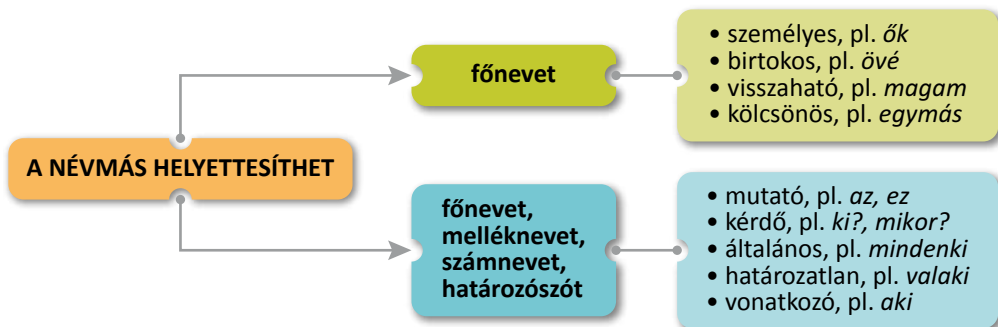 A NÉVMÁS HELYETTESÍTHET
főnevet
• személyes, pl. ők
• birtokos, pl. övé
• visszaható, pl. magam
• kölcsönös, pl. egymás
főnevet,
melléknevet,
számnevet,
határozószót
• mutató, pl. az, ez
• kérdő, pl. ki?, mikor?
• általános, pl. mindenki
• határozatlan, pl. valaki
• vonatkozó, pl. aki